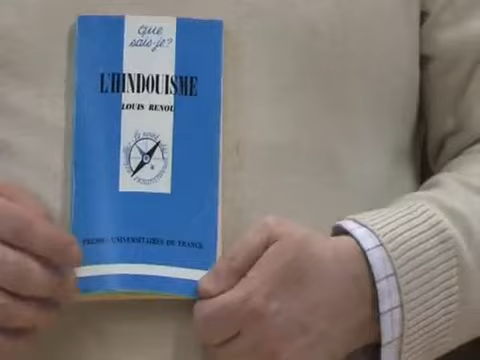 que
sais-je?
L'HINDOUISME
LOUIS RENOU
PRESSES UNIVERSITAIRES DE FRANCE